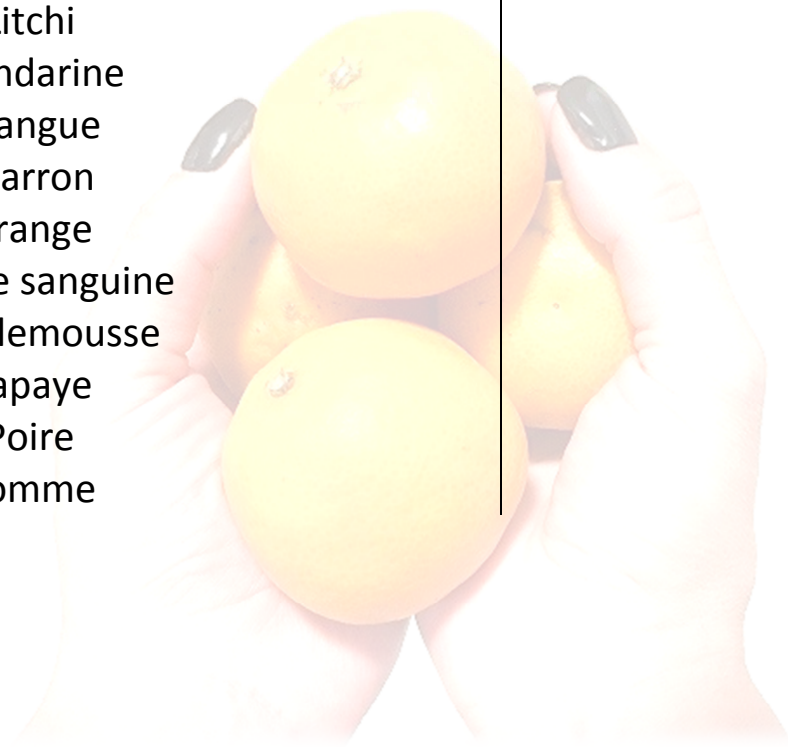 itchi
ndarine
angue
arron
range
e sanguine
lemousse
apaye
Poire
omme